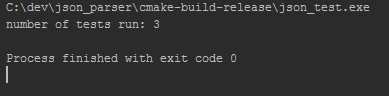 C:\dev\json_parser\cmake-build-release\json_test.exe
number of tests run: 3
Process finished with exit code 0